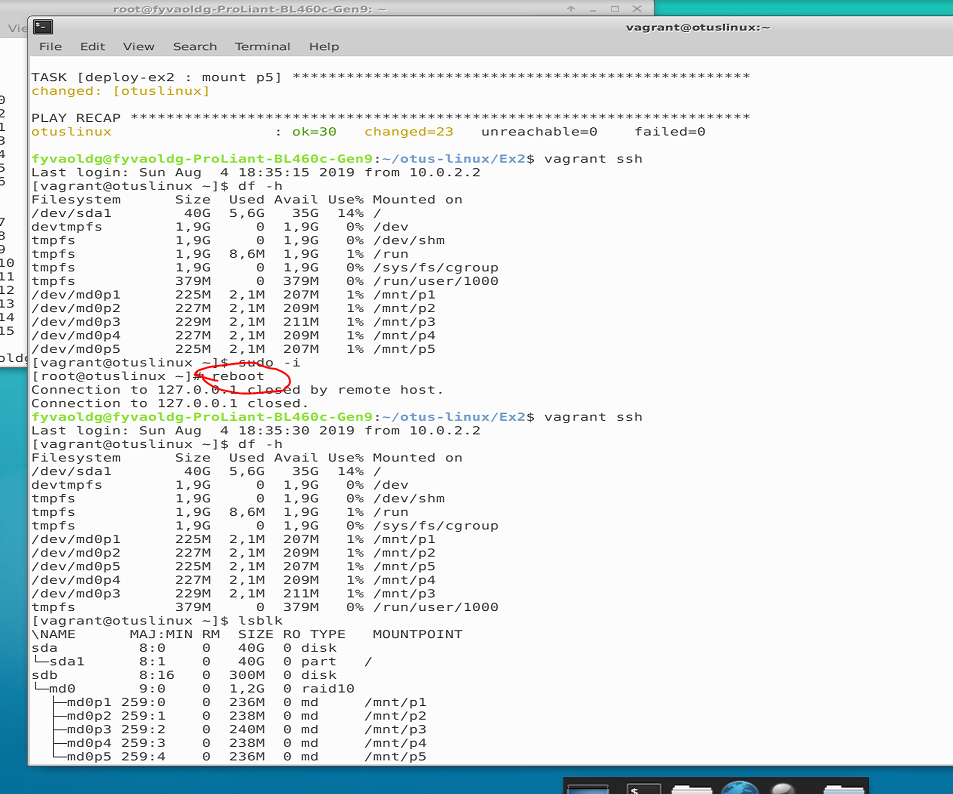 root@fyvaoldg-ProLiant-BL460c-Gen9: ~
Vie
vagrant@otuslinux:~
File Edit View Search Terminal Help
TASK [deploy-ex2 : mount p5] ***************************************************
changed: [otuslinux]
PLAY RECAP *********************************************************************
otuslinux : ok=30 changed=23 unreachable=0 failed=0
fyvaoldg@fyvaoldg-ProLiant-BL460c-Gen9:~/otus-linux/Ex2$ vagrant ssh
Last login: Sun Aug 4 18:35:15 2019 from 10.0.2.2
[vagrant@otuslinux ~]$ df -h
Filesystem Size Used Avail Use% Mounted on
/dev/sda1 40G 5,6G 35G 14% /
devtmpfs 1,9G 0 1,9G 0% /dev
tmpfs 1,9G 0 1,9G 0% /dev/shm
tmpfs 1,9G 8,6M 1,9G 1% /run
tmpfs 1,9G 0 1,9G 0% /sys/fs/cgroup
tmpfs 379M 0 379M 0% /run/user/1000
/dev/md0p1 225M 2,1M 207M 1% /mnt/p1
/dev/md0p2 227M 2,1M 209M 1% /mnt/p2
/dev/md0p3 229M 2,1M 211M 1% /mnt/p3
/dev/md0p4 227M 2,1M 209M 1% /mnt/p4
/dev/md0p5 225M 2,1M 207M 1% /mnt/p5
[vagrant@otuslinux ~]$ sudo -i
[root@otuslinux ~]# reboot
Connection to 127.0.0.1 closed by remote host.
Connection to 127.0.0.1 closed.
fyvaoldg@fyvaoldg-ProLiant-BL460c-Gen9:~/otus-linux/Ex2$ vagrant ssh
Last login: Sun Aug 4 18:35:30 2019 from 10.0.2.2
[vagrant@otuslinux ~]$ df -h
Filesystem Size Used Avail Use% Mounted on
/dev/sda1 40G 5,6G 35G 14% /
devtmpfs 1,9G 0 1,9G 0% /dev
tmpfs 1,9G 0 1,9G 0% /dev/shm
tmpfs 1,9G 8,6M 1,9G 1% /run
tmpfs 1,9G 0 1,9G 0% /sys/fs/cgroup
/dev/md0p1 225M 2,1M 207M 1% /mnt/p1
/dev/md0p2 227M 2,1M 209M 1% /mnt/p2
/dev/md0p5 225M 2,1M 207M 1% /mnt/p5
/dev/md0p4 227M 2,1M 209M 1% /mnt/p4
/dev/md0p3 229M 2,1M 211M 1% /mnt/p3
tmpfs 379M 0 379M 0% /run/user/1000
[vagrant@otuslinux ~]$ lsblk
\NAME MAJ:MIN RM SIZE RO TYPE MOUNTPOINT
sda 8:0 0 40G 0 disk
└─sda1 8:1 0 40G 0 part /
sdb 8:16 0 300M 0 disk
└─md0 9:0 0 1,2G 0 raid10
├─md0p1 259:0 0 236M 0 md /mnt/p1
├─md0p2 259:1 0 238M 0 md /mnt/p2
├─md0p3 259:2 0 240M 0 md /mnt/p3
├─md0p4 259:3 0 238M 0 md /mnt/p4
└─md0p5 259:4 0 236M 0 md /mnt/p5
0
2
1
3
4
5
6
7
8
9
10
11
12
13
14
15
oldg